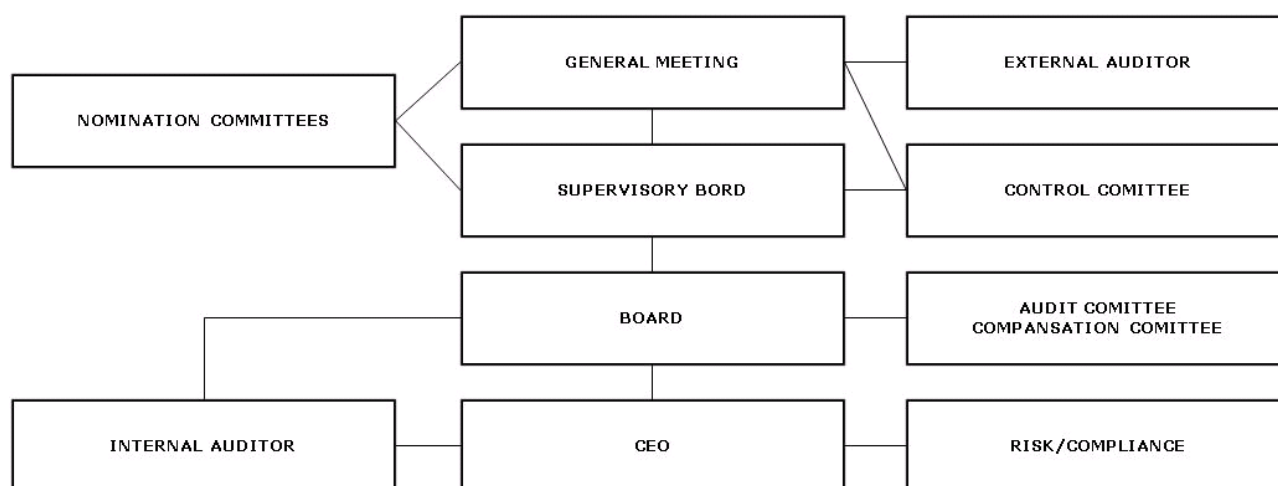 GENERAL MEETING
EXTERNAL AUDITOR
NOMINATION COMMITTEES
SUPERVISORY BORD
CONTROL COMITTEE
BOARD
AUDIT COMITTEE
COMPANSATION COMITTEE
INTERNAL AUDITOR
CEO
RISK/COMPLIANCE